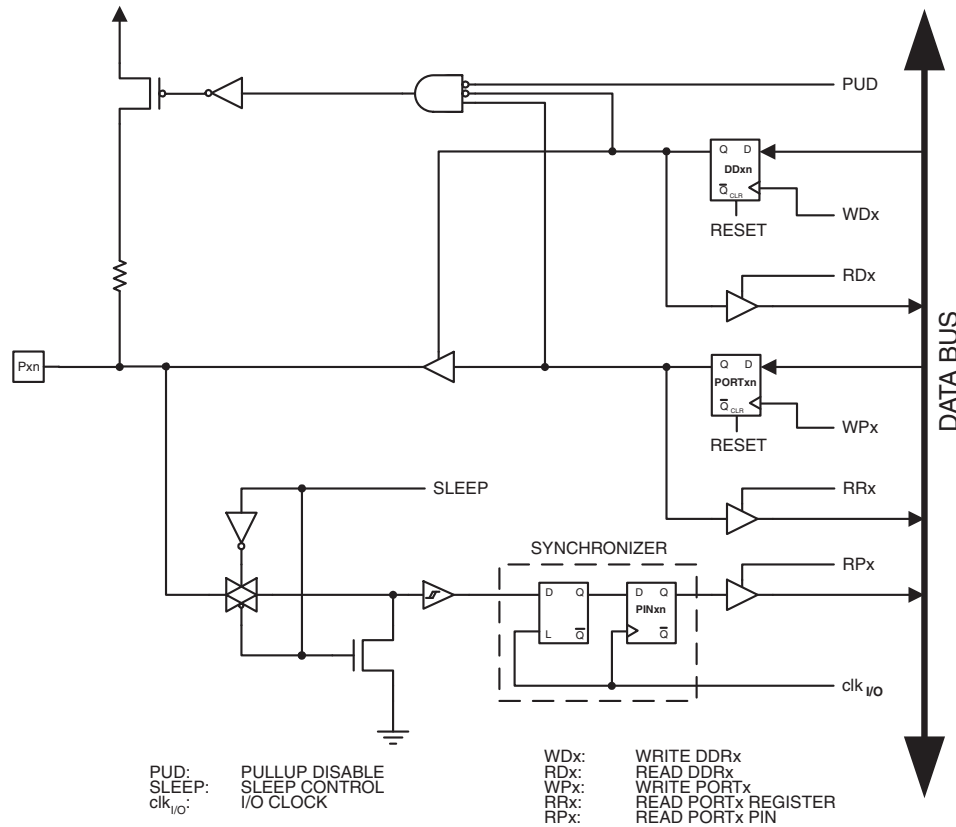 PUD
Q D
DDxn
Q CLR
WDx
RESET
RDx
Pxn
Q D
PORTxn
Q CLR
WPx
RESET
DATA BUS
SLEEP
RRx
SYNCHRONIZER
RPx
D Q
L Q
D Q
PINxn
Q
clk I/O
PUD: PULLUP DISABLE
SLEEP: SLEEP CONTROL
clkI/O: I/O CLOCK
WDx: WRITE DDRx
RDx: READ DDRx
WPx: WRITE PORTx
RRx: READ PORTx REGISTER
RPx: READ PORTx PIN